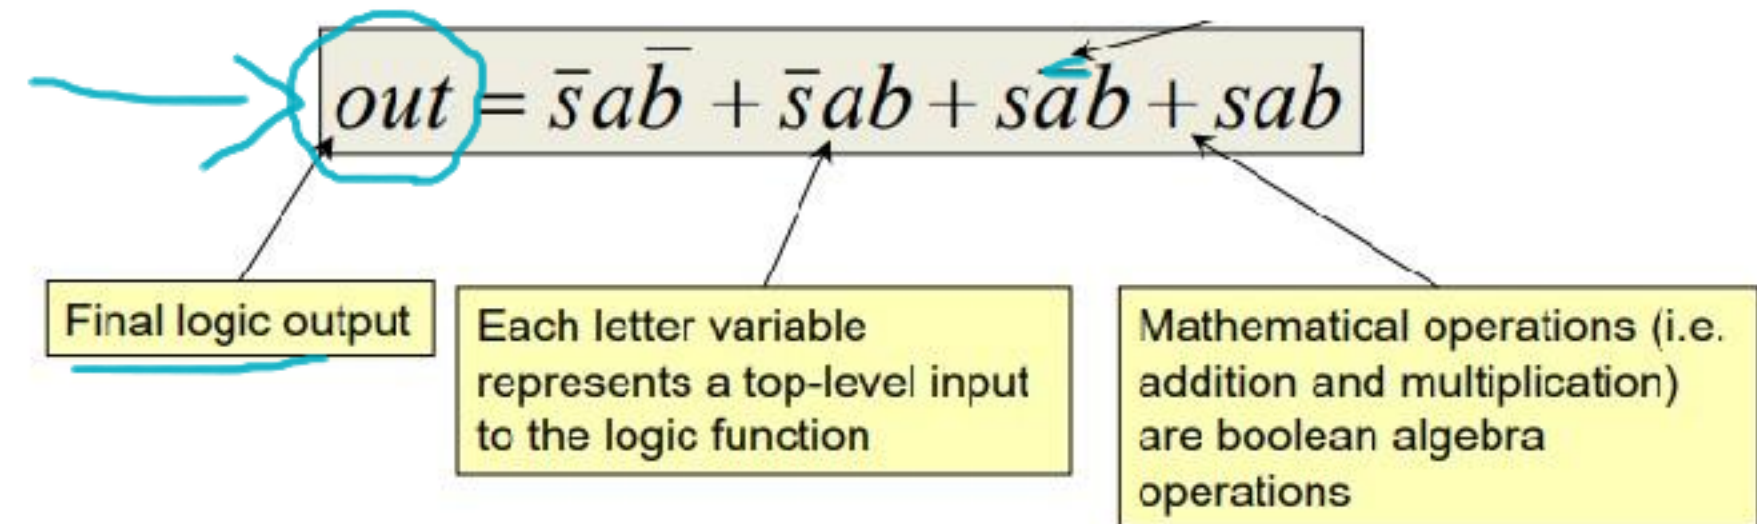 out = s̅ab̅ + s̅ab + sa̅b + sab
Final logic output
Each letter variable
represents a top-level input
to the logic function
Mathematical operations (i.e.
addition and multiplication)
are boolean algebra
operations